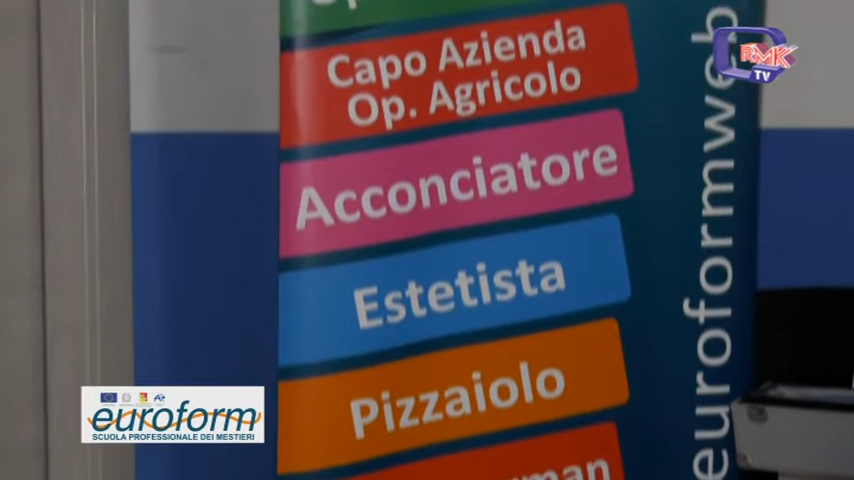 Capo Azienda
Op. Agricolo
Acconciatore
Estetista
Pizzaiolo
euroformweb
RMK
TV
euroform
SCUOLA PROFESSIONALE DEI MESTIERI